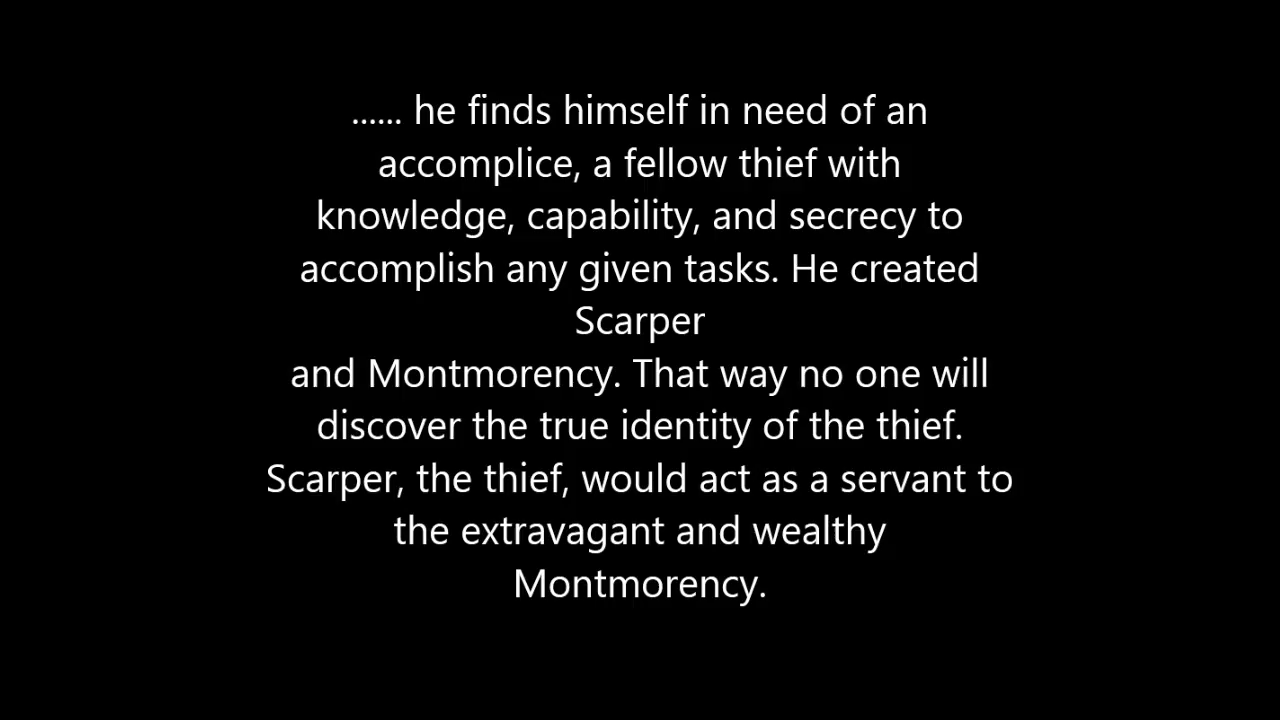 ...... he finds himself in need of an
accomplice, a fellow thief with
knowledge, capability, and secrecy to
accomplish any given tasks. He created
Scarper
and Montmorency. That way no one will
discover the true identity of the thief.
Scarper, the thief, would act as a servant to
the extravagant and wealthy
Montmorency.